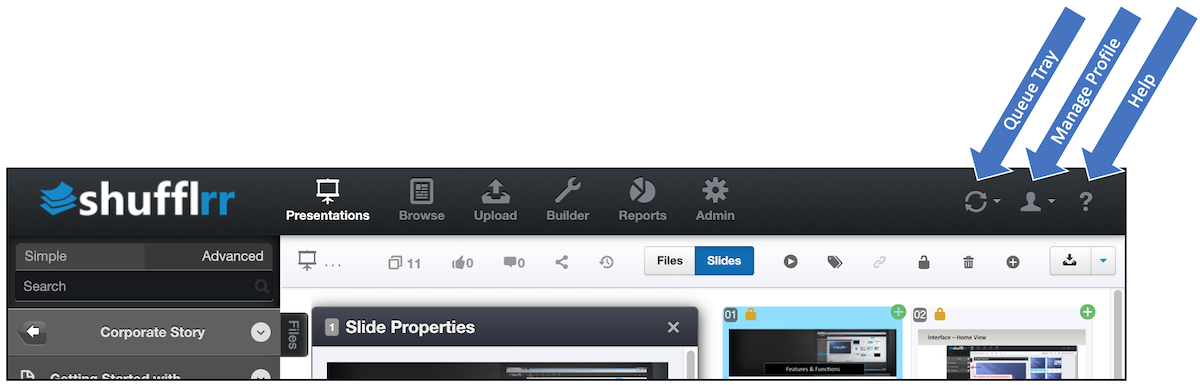 Queue Tray
Manage Profile
Help
shufflrr
Presentations
Browse
Upload
Builder
Reports
Admin
?
Simple
Advanced
...
11
0
0
Files
Slides
Search
Corporate Story
Files
1 Slide Properties
01
02
Interface – Home View
Features & Functions
Getting Started with